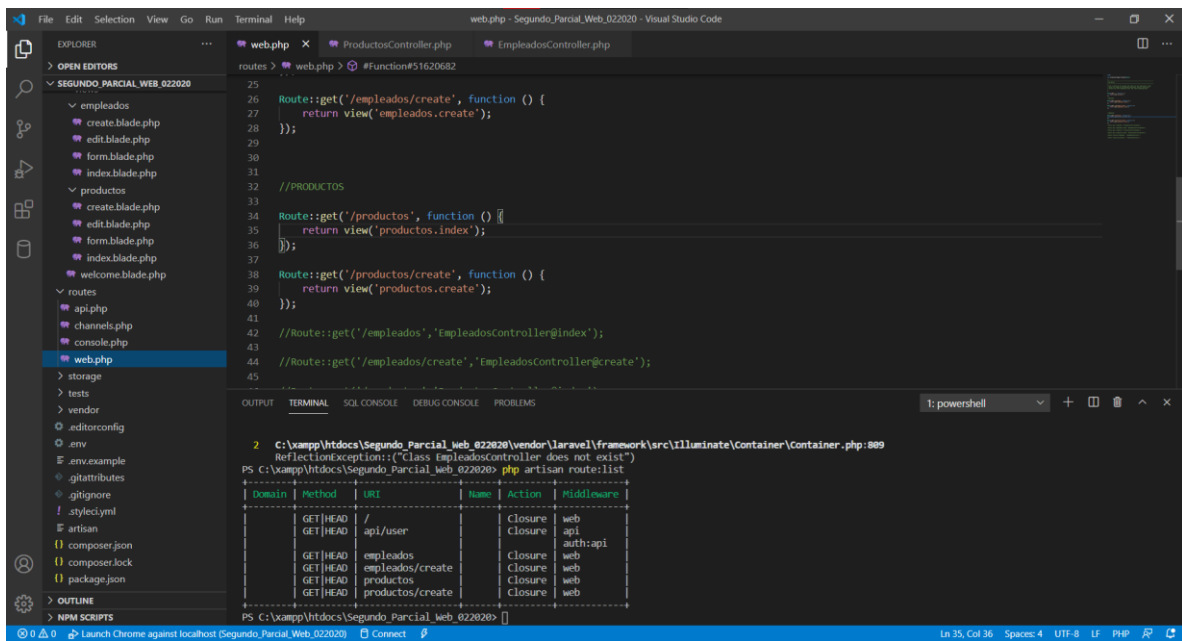 File Edit Selection View Go Run Terminal Help
web.php - Segundo_Parcial_Web_022020 - Visual Studio Code
EXPLORER
OPEN EDITORS
SEGUNDO_PARCIAL_WEB_022020
empleados
create.blade.php
edit.blade.php
form.blade.php
index.blade.php
productos
create.blade.php
edit.blade.php
form.blade.php
index.blade.php
welcome.blade.php
routes
api.php
channels.php
console.php
web.php
storage
tests
vendor
.editorconfig
.env
.env.example
.gitattributes
.gitignore
.styleci.yml
artisan
composer.json
composer.lock
package.json
OUTLINE
NPM SCRIPTS
web.php ProductosController.php EmpleadosController.php
routes > web.php > #Function#51620682
25
26 Route::get('/empleados/create', function () {
27 return view('empleados.create');
28 });
29
30
31
32 //PRODUCTOS
33
34 Route::get('/productos', function () {
35 return view('productos.index');
36 });
37
38 Route::get('/productos/create', function () {
39 return view('productos.create');
40 });
41
42 //Route::get('/empleados','EmpleadosController@index');
43
44 //Route::get('/empleados/create','EmpleadosController@create');
45
OUTPUT TERMINAL SQL CONSOLE DEBUG CONSOLE PROBLEMS
1: powershell
2 C:\xampp\htdocs\Segundo_Parcial_Web_022020\vendor\laravel\framework\src\Illuminate\Container\Container.php:809
ReflectionException::("Class EmpleadosController does not exist")
PS C:\xampp\htdocs\Segundo_Parcial_Web_022020> php artisan route:list
| Domain | Method | URI | Name | Action | Middleware |
| | GET|HEAD | / | | Closure | web |
| | GET|HEAD | api/user | | Closure | api |
| | | | | | auth:api |
| | GET|HEAD | empleados | | Closure | web |
| | GET|HEAD | empleados/create | | Closure | web |
| | GET|HEAD | productos | | Closure | web |
| | GET|HEAD | productos/create | | Closure | web |
PS C:\xampp\htdocs\Segundo_Parcial_Web_022020>
0 0 Launch Chrome against localhost (Segundo_Parcial_Web_022020) Connect
Ln 35, Col 36 Spaces: 4 UTF-8 LF PHP